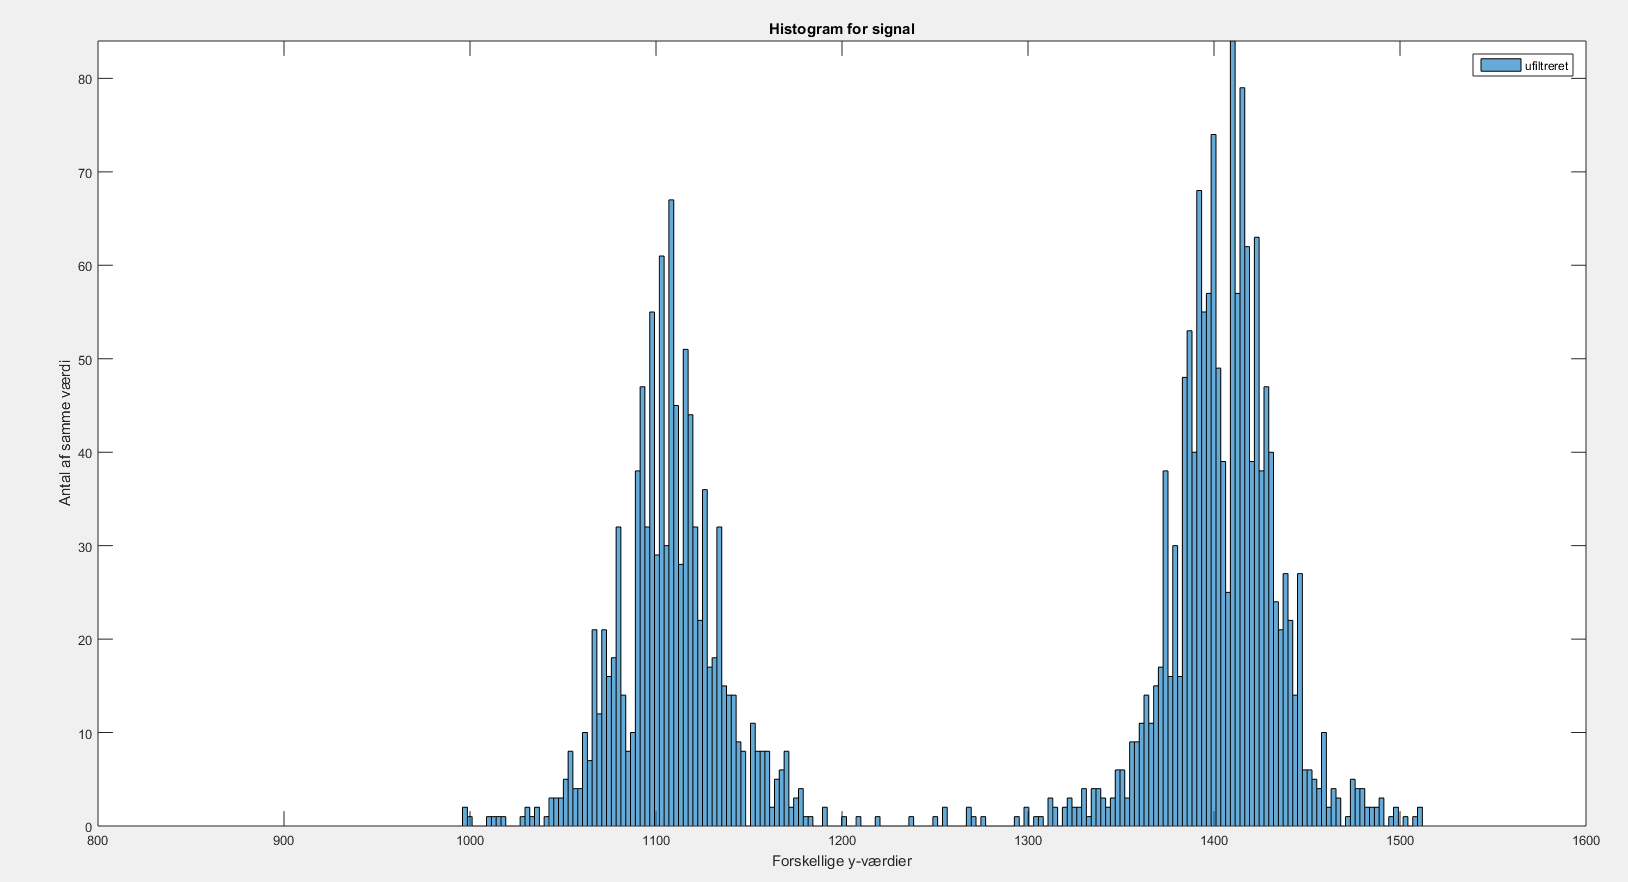 Histogram for signal
ufiltreret
80
70
60
50
40
30
20
10
0
Antal af samme værdi
800 900 1000 1100 1200 1300 1400 1500 1600
Forskellige y-værdier